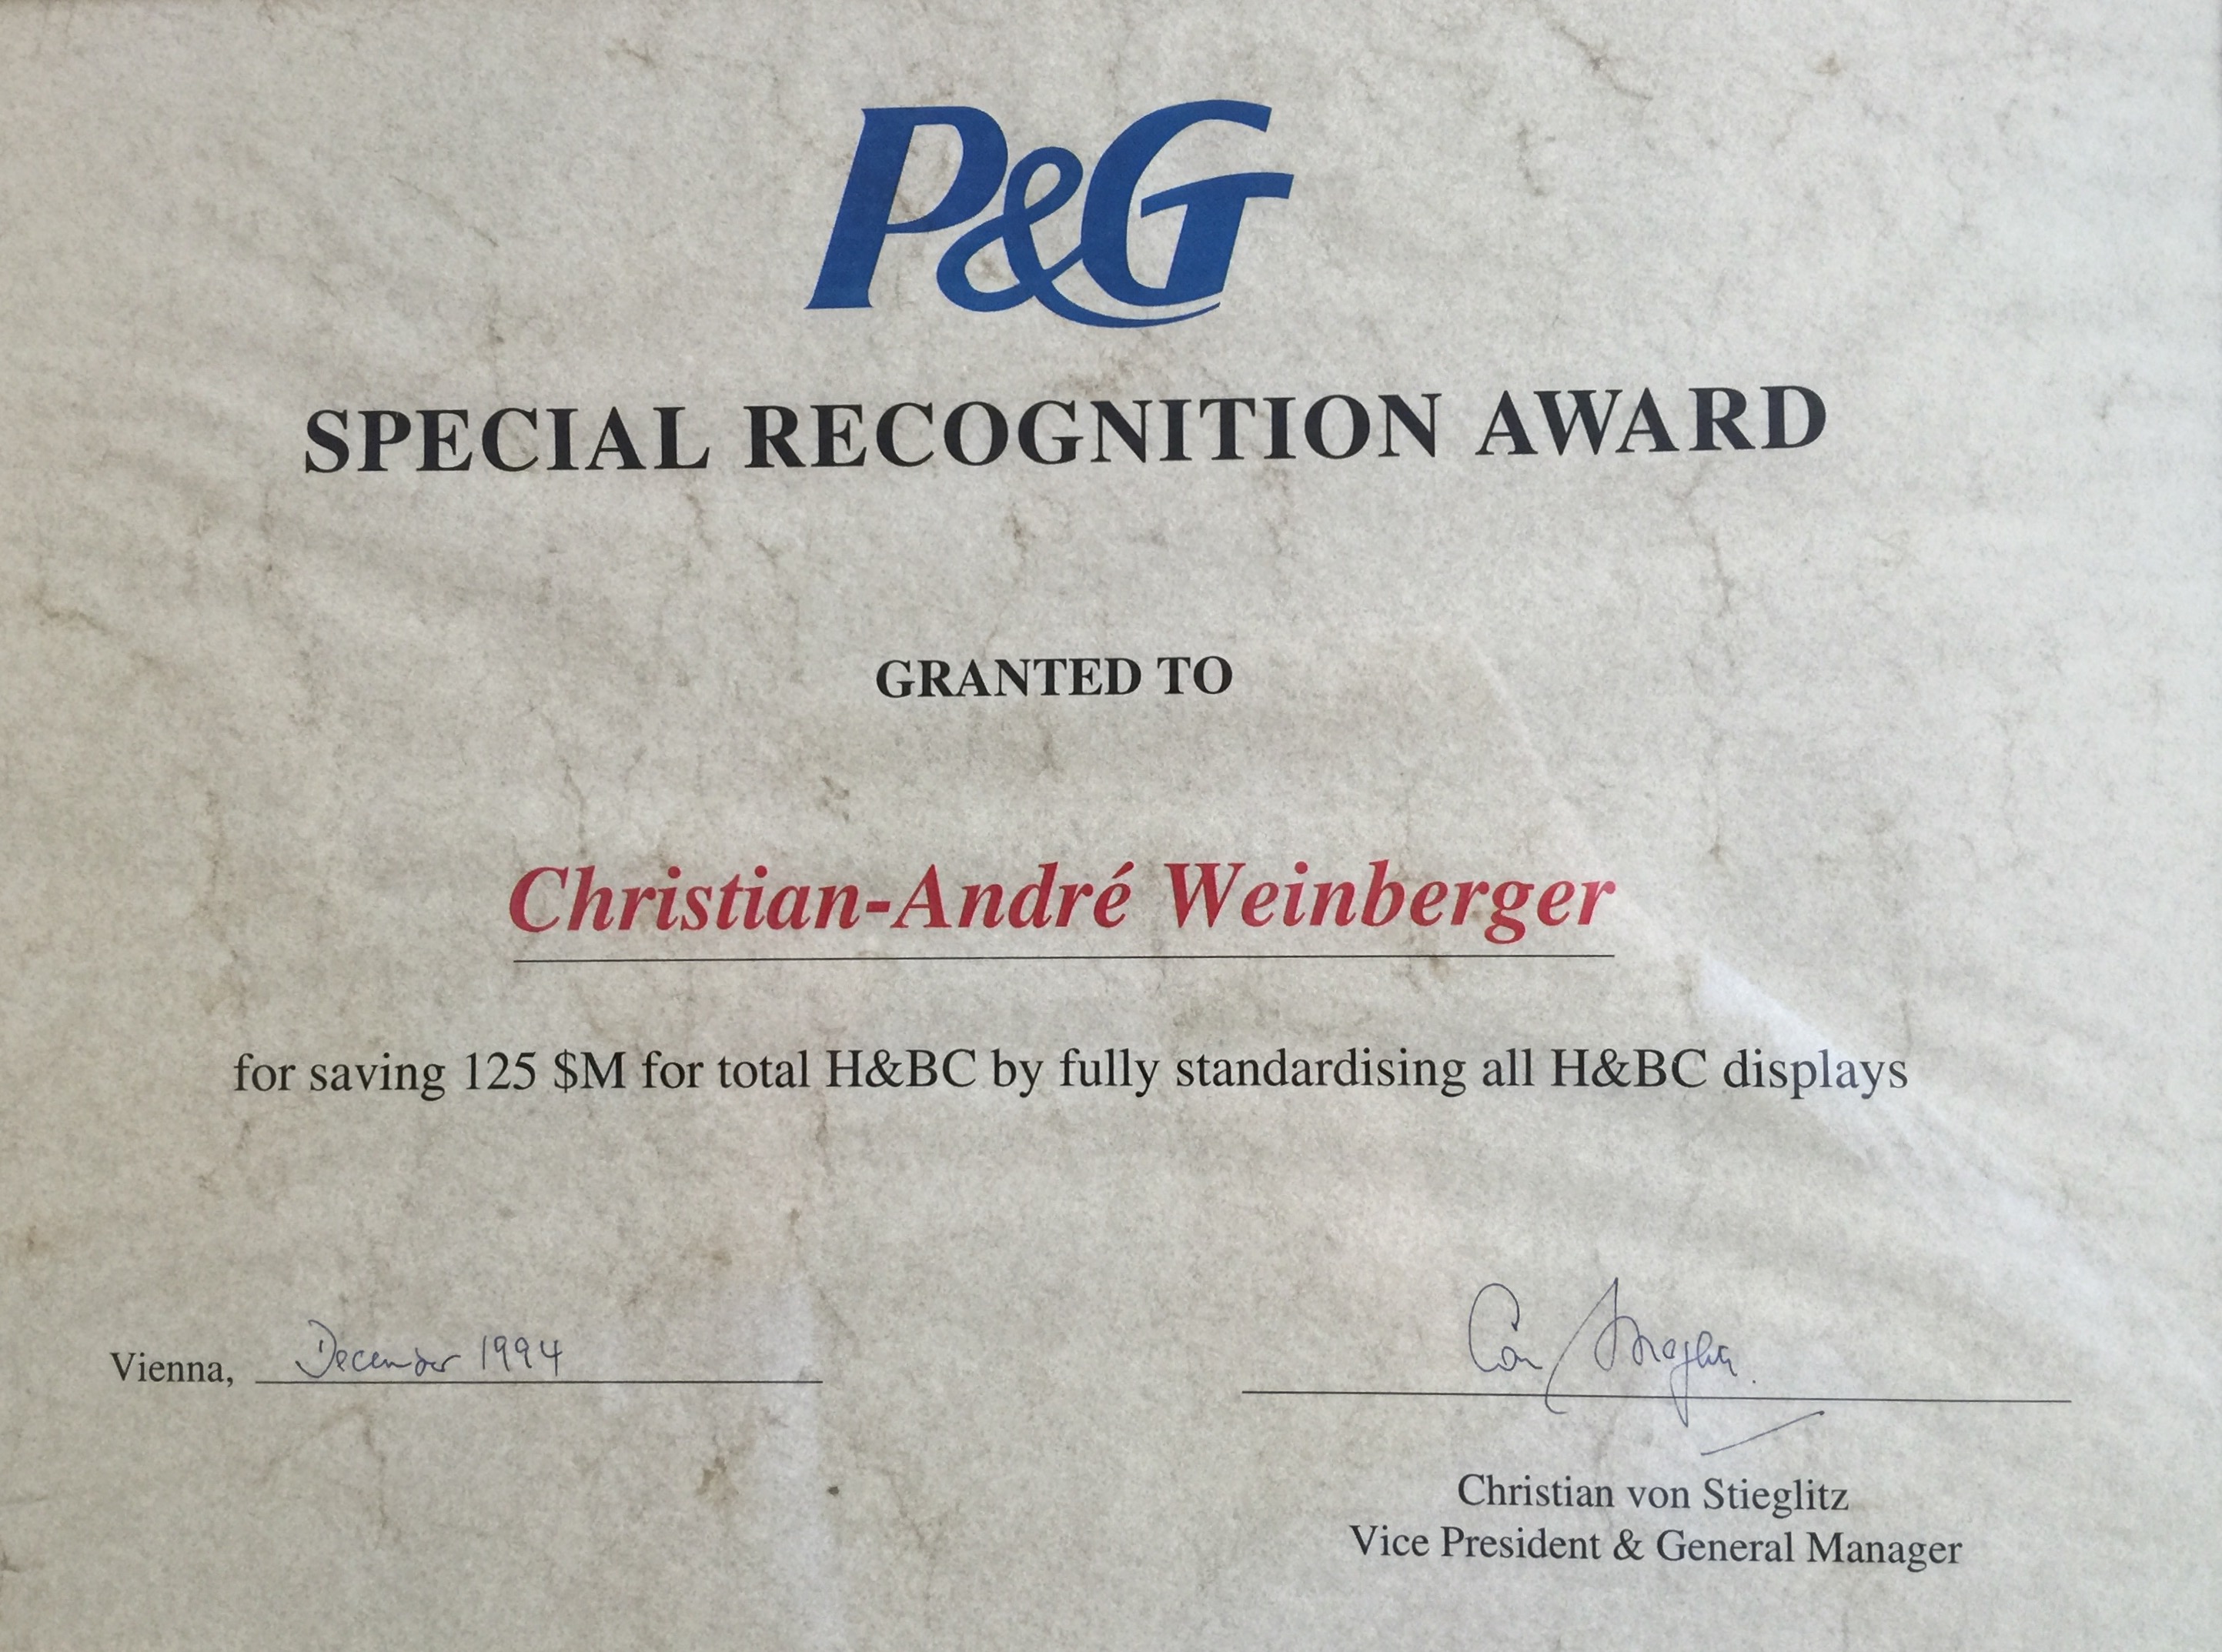 P&G
SPECIAL RECOGNITION AWARD
GRANTED TO
Christian-André Weinberger
for saving 125 $M for total H&BC by fully standardising all H&BC displays
Vienna, December 1994
Christian von Stieglitz
Vice President & General Manager